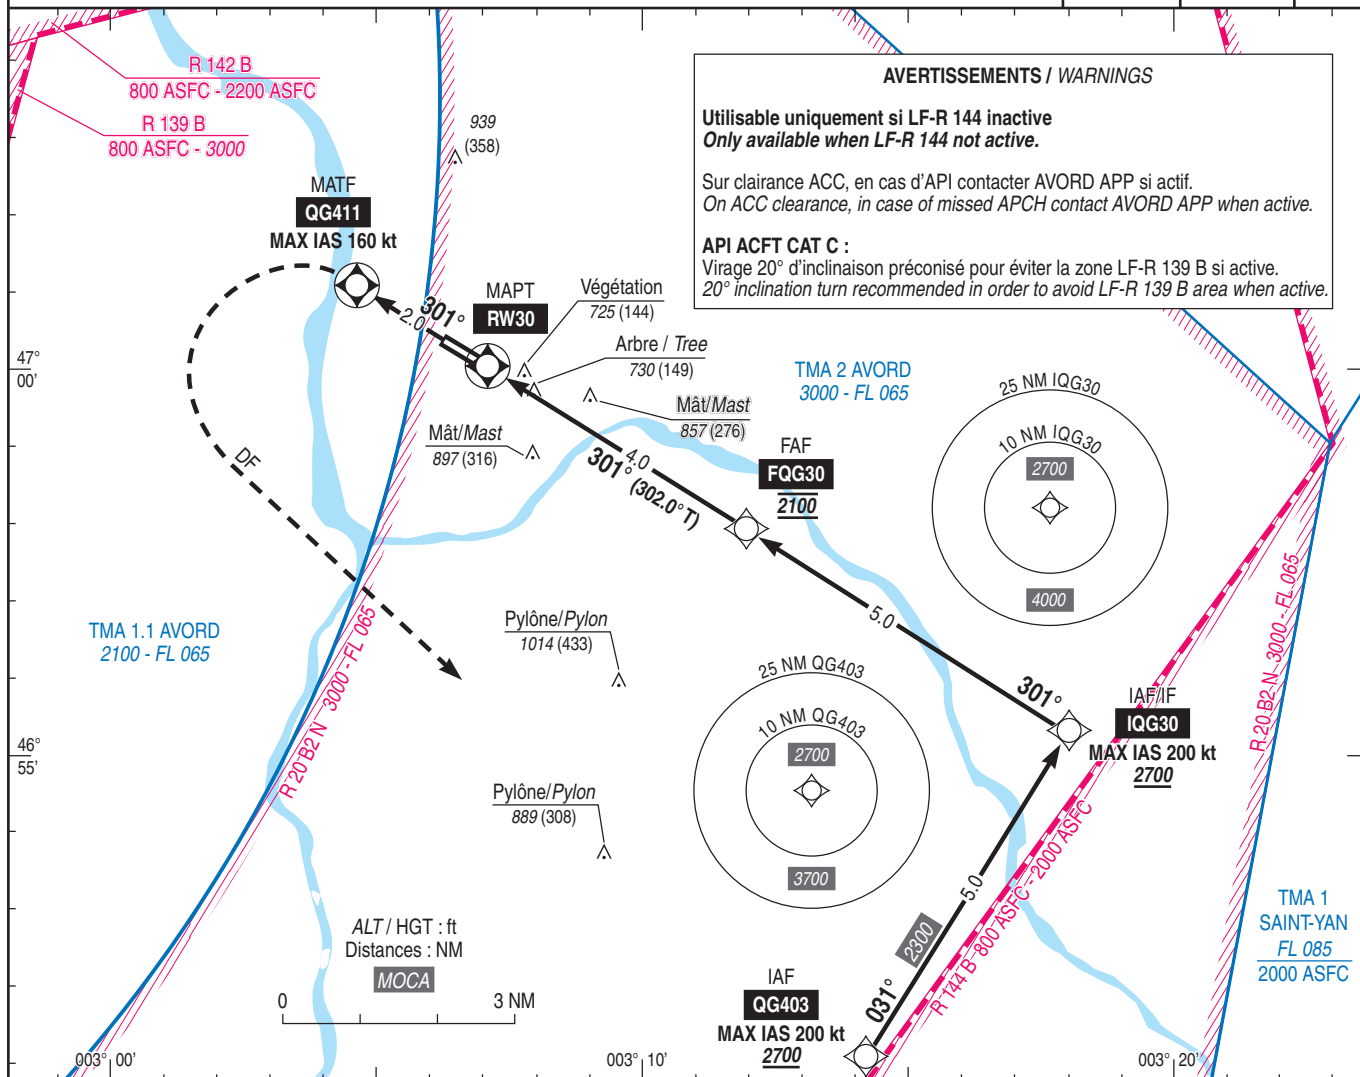 R 142 B
800 ASFC - 2200 ASFC
R 139 B
800 ASFC - 3000
939
(358)
AVERTISSEMENTS / WARNINGS
Utilisable uniquement si LF-R 144 inactive
Only available when LF-R 144 not active.
Sur clairance ACC, en cas d'API contacter AVORD APP si actif.
On ACC clearance, in case of missed APCH contact AVORD APP when active.
API ACFT CAT C :
Virage 20° d'inclinaison préconisé pour éviter la zone LF-R 139 B si active.
20° inclination turn recommended in order to avoid LF-R 139 B area when active.
MATF
QG411
MAX IAS 160 kt
301°
2.0
MAPT
RW30
Végétation
725 (144)
Arbre / Tree
730 (149)
Mât/Mast
857 (276)
Mât/Mast
897 (316)
47°
00'
TMA 2 AVORD
3000 - FL 065
25 NM IQG30
10 NM IQG30
2700
4000
FAF
FQG30
2100
4.0
301° (302.0° T)
DF
5.0
TMA 1.1 AVORD
2100 - FL 065
R 20 B2 N 3000 - FL 065
Pylône/Pylon
1014 (433)
25 NM QG403
10 NM QG403
2700
3700
301°
IAF/IF
IQG30
MAX IAS 200 kt
2700
R 20 B2 N 3000 - FL 065
46°
55'
Pylône/Pylon
889 (308)
5.0
2300
031°
R 144 B 800 ASFC - 2000 ASFC
TMA 1
SAINT-YAN
FL 085
2000 ASFC
ALT / HGT : ft
Distances : NM
MOCA
0 3 NM
IAF
QG403
MAX IAS 200 kt
2700
003° 00' 003° 10' 003° 20'